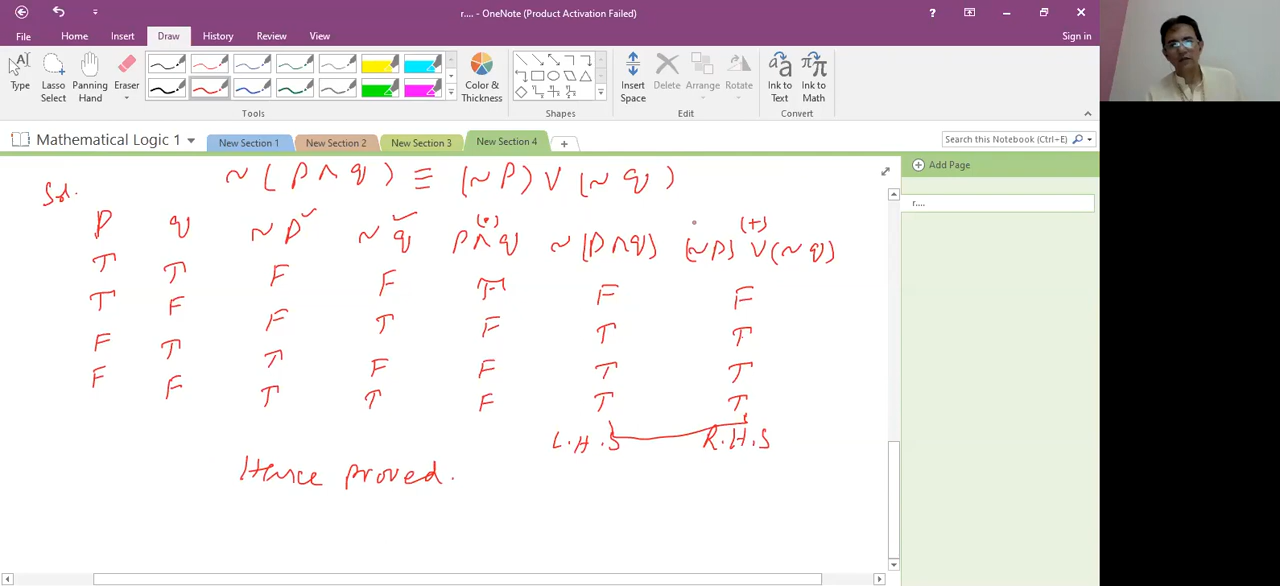 r.... - OneNote (Product Activation Failed)
?
File Home Insert Draw History Review View Sign in
Type Lasso Select Panning Hand Eraser Color & Thickness Insert Space Delete Arrange Rotate Ink to Text Ink to Math
Tools Shapes Edit Convert
Mathematical Logic 1 New Section 1 New Section 2 New Section 3 New Section 4 + Search this Notebook (Ctrl+E)
Add Page
r....
Sol. ~(p∧q) ≡ (~p)∨(~q)
(•) (+)
p q ~p ✓ ~q ✓ p∧q ~(p∧q) (~p)∨(~q)
T T F F T F F
T F F T F T T
F T T F F T T
F F T T F T T
L.H.S R.H.S
Hence proved.